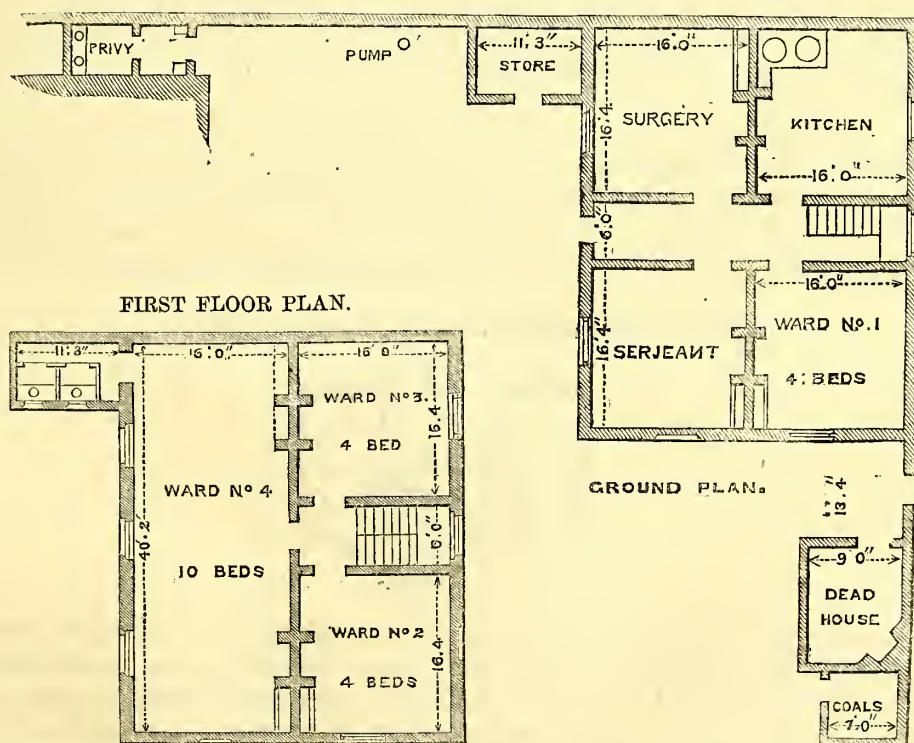 PRIVY
PUMP
11'.3"
STORE
16'.0"
SURGERY
16'.4
KITCHEN
16'.0"
6'.0"
SERJEANT
16'.4"
16'.0"
WARD No. 1
4. BEDS
GROUND PLAN.
13.4
9'.0"
DEAD
HOUSE
COALS
7'.0"
FIRST FLOOR PLAN.
11'.3"
16'.0"
16'.0"
WARD No 3.
4 BED
16.4
WARD No 4
10 BEDS
40'.2"
6'.0"
WARD No 2
4 BEDS
16.4